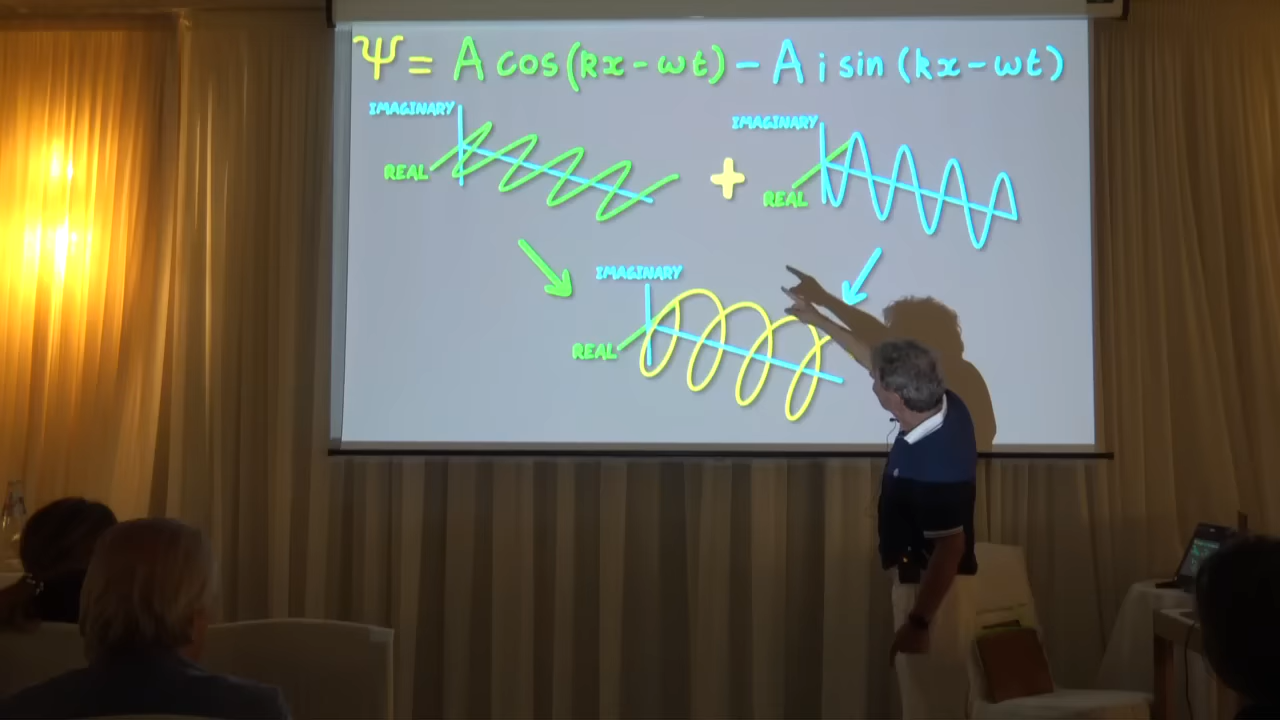 Ψ = A cos(kx - ωt) - A i sin (kx - ωt)
IMAGINARY
REAL
+
IMAGINARY
REAL
IMAGINARY
REAL